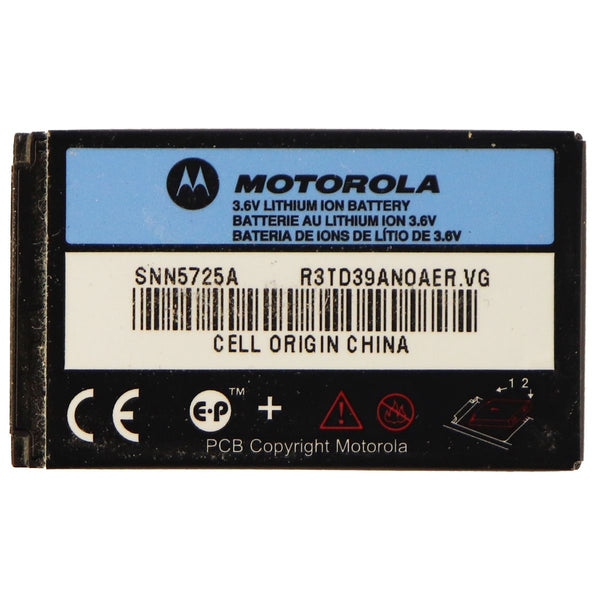 MOTOROLA
3.6V LITHIUM ION BATTERY
BATTERIE AU LITHIUM ION 3.6V
BATERIA DE IONS DE LÍTIO DE 3.6V
SNN5725A R3TD39ANOAER.VG
CELL ORIGIN CHINA
CE E·P™ + 1 2
PCB Copyright Motorola